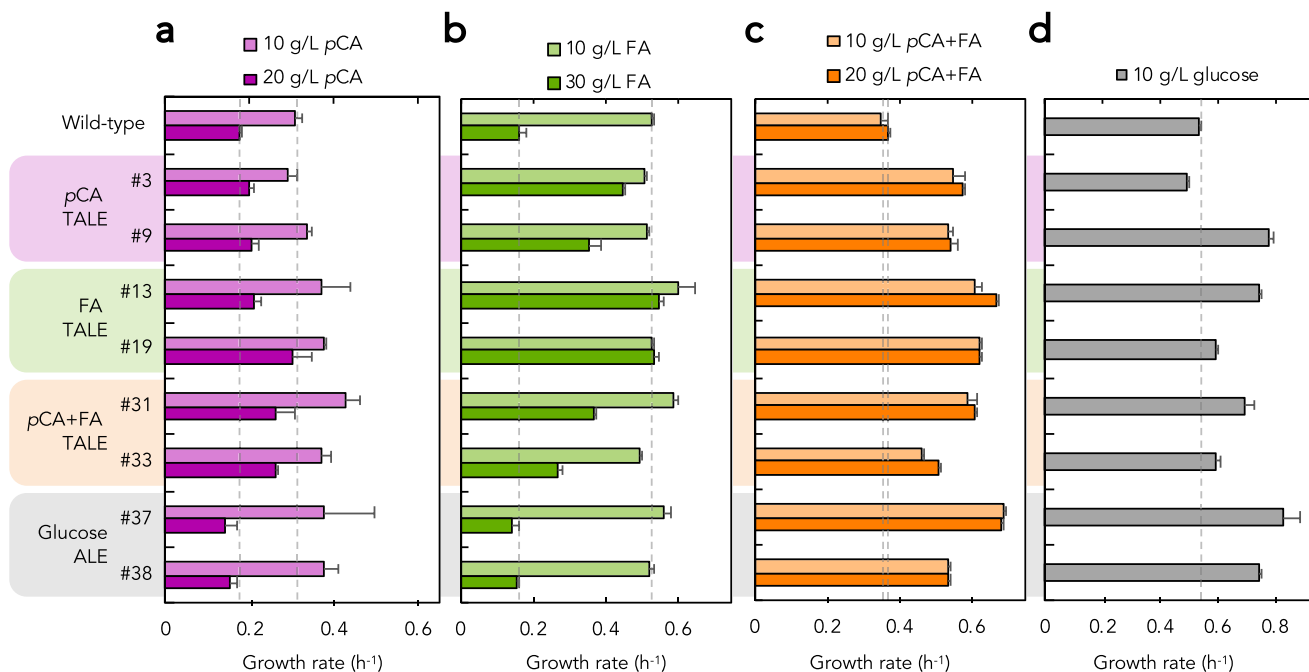 a b c d
10 g/L pCA
20 g/L pCA
10 g/L FA
30 g/L FA
10 g/L pCA+FA
20 g/L pCA+FA
10 g/L glucose
Wild-type
pCA
TALE
#3
#9
FA
TALE
#13
#19
pCA+FA
TALE
#31
#33
Glucose
ALE
#37
#38
0 0.2 0.4 0.6
0 0.2 0.4 0.6
0 0.2 0.4 0.6
0 0.2 0.4 0.6 0.8
Growth rate (h⁻¹)
Growth rate (h⁻¹)
Growth rate (h⁻¹)
Growth rate (h⁻¹)